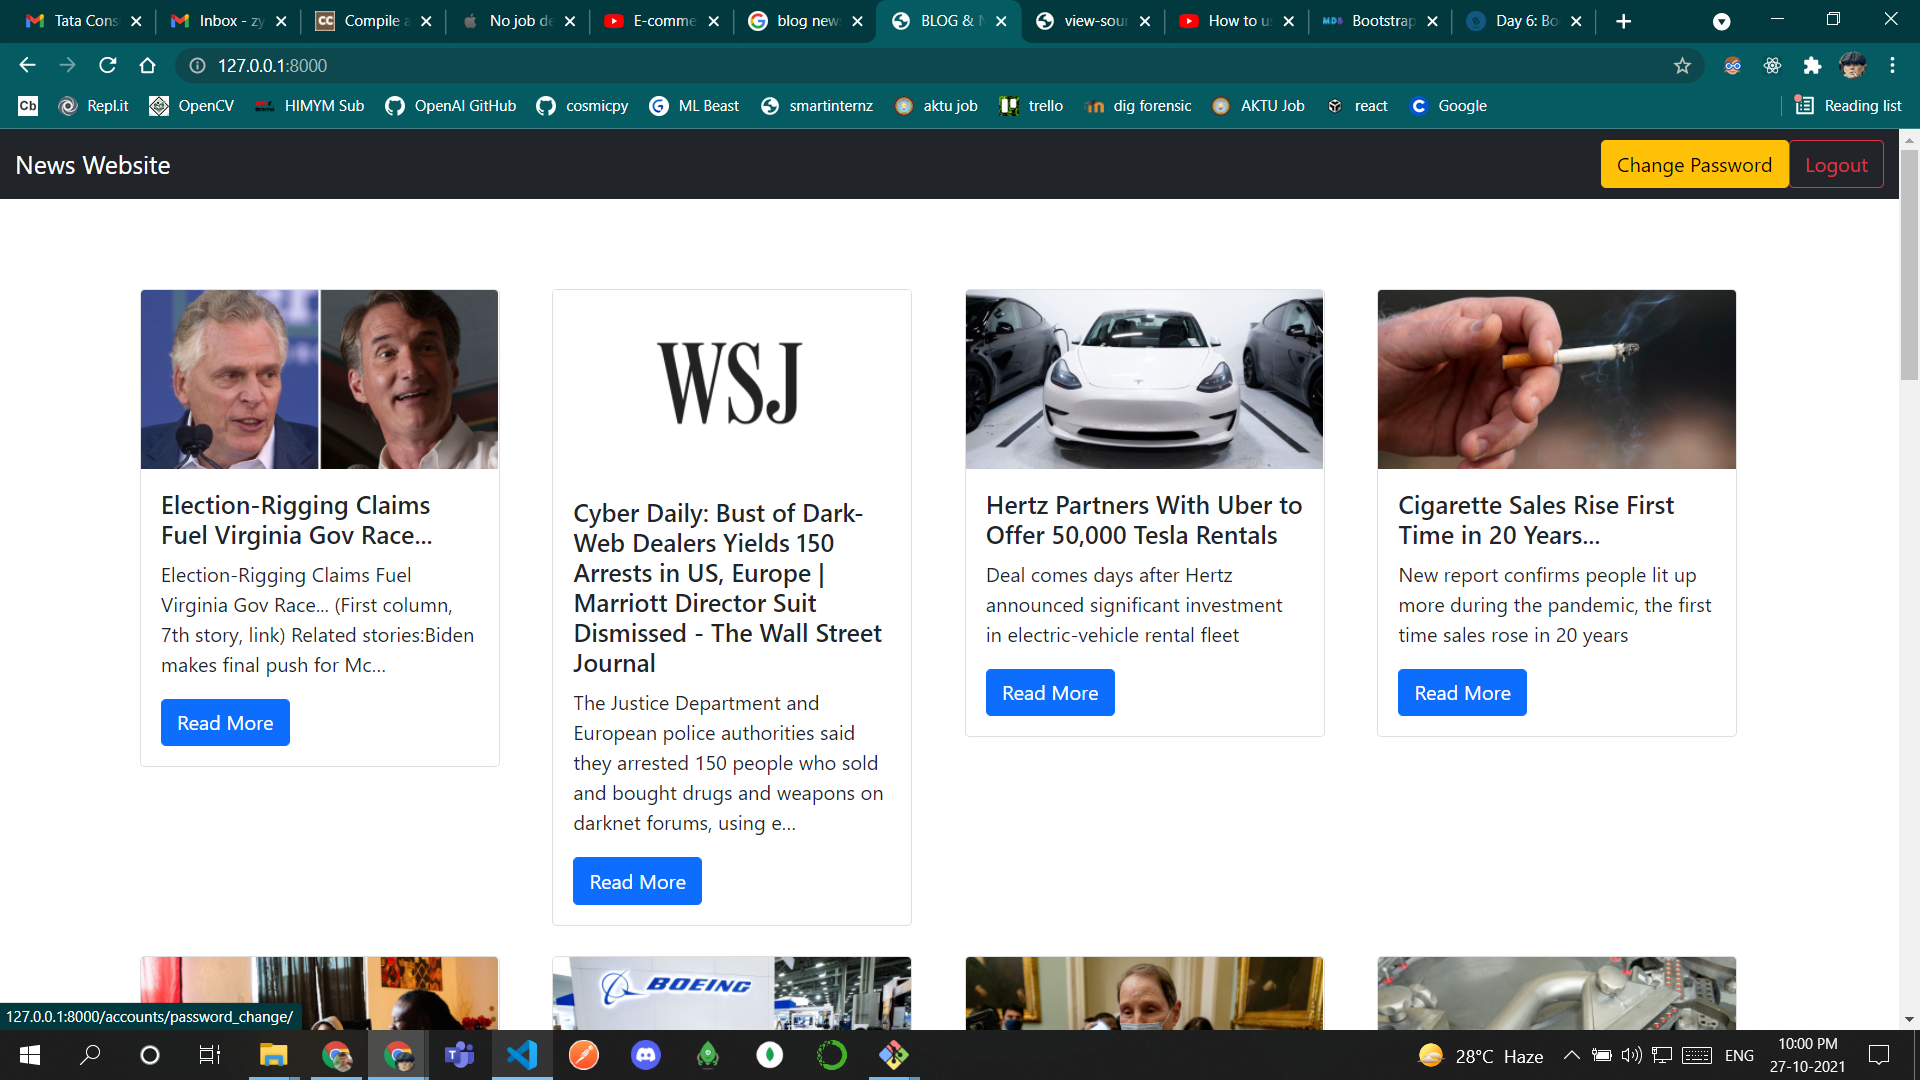 Tata Cons
Inbox - zy
Compile a
No job de
E-comme
blog new
BLOG & N
view-sour
How to u
Bootstrap
Day 6: Bo
127.0.0.1:8000
Cb
Repl.it
OpenCV
HIMYM Sub
OpenAI GitHub
cosmicpy
ML Beast
smartinternz
aktu job
trello
dig forensic
AKTU Job
react
Google
Reading list
News Website
Change Password
Logout
WSJ
Election-Rigging Claims
Fuel Virginia Gov Race...
Election-Rigging Claims Fuel
Virginia Gov Race... (First column,
7th story, link) Related stories:Biden
makes final push for Mc...
Read More
Cyber Daily: Bust of Dark-
Web Dealers Yields 150
Arrests in US, Europe |
Marriott Director Suit
Dismissed - The Wall Street
Journal
The Justice Department and
European police authorities said
they arrested 150 people who sold
and bought drugs and weapons on
darknet forums, using e...
Read More
Hertz Partners With Uber to
Offer 50,000 Tesla Rentals
Deal comes days after Hertz
announced significant investment
in electric-vehicle rental fleet
Read More
Cigarette Sales Rise First
Time in 20 Years...
New report confirms people lit up
more during the pandemic, the first
time sales rose in 20 years
Read More
BOEING
127.0.0.1:8000/accounts/password_change/
28°C Haze
ENG
10:00 PM
27-10-2021